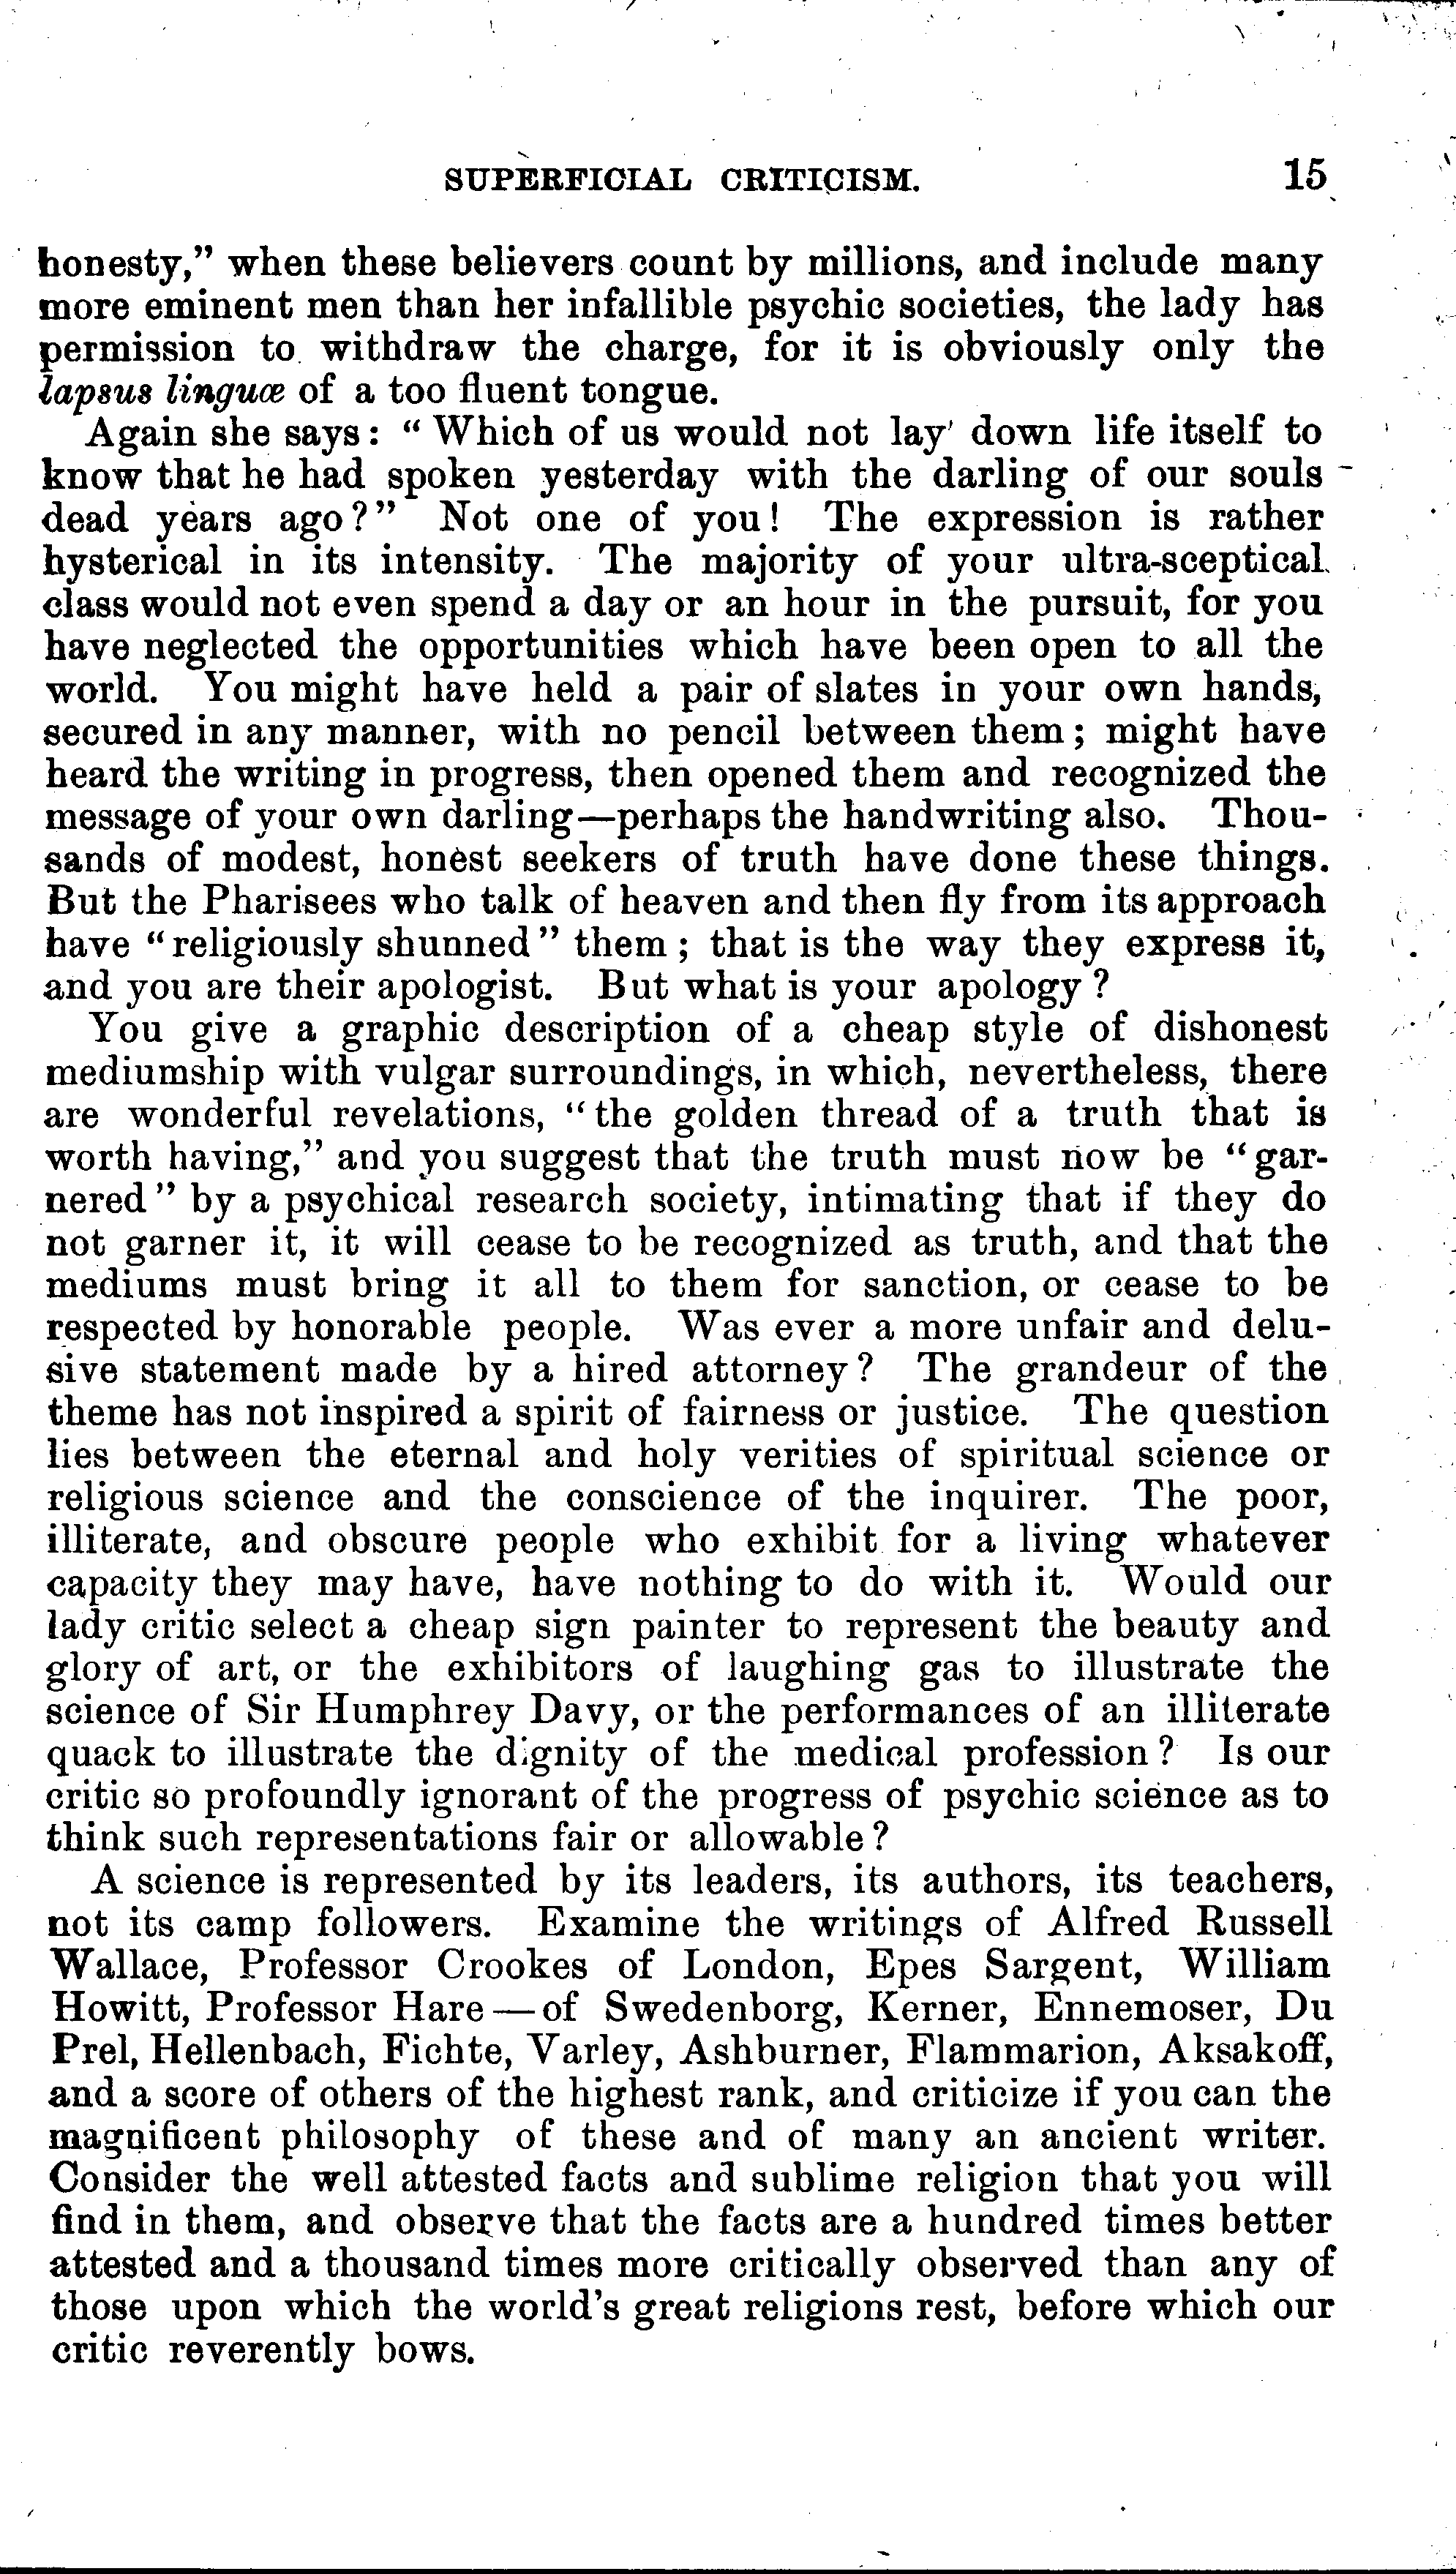 SUPERFICIAL CRITICISM. 15
honesty,” when these believers count by millions, and include many
more eminent men than her infallible psychic societies, the lady has
permission to withdraw the charge, for it is obviously only the
lapsus linguœ of a too fluent tongue.
Again she says: “Which of us would not lay down life itself to
know that he had spoken yesterday with the darling of our souls
dead years ago?” Not one of you! The expression is rather
hysterical in its intensity. The majority of your ultra-sceptical
class would not even spend a day or an hour in the pursuit, for you
have neglected the opportunities which have been open to all the
world. You might have held a pair of slates in your own hands,
secured in any manner, with no pencil between them; might have
heard the writing in progress, then opened them and recognized the
message of your own darling—perhaps the handwriting also. Thou-
sands of modest, honest seekers of truth have done these things.
But the Pharisees who talk of heaven and then fly from its approach
have “religiously shunned” them; that is the way they express it,
and you are their apologist. But what is your apology?
You give a graphic description of a cheap style of dishonest
mediumship with vulgar surroundings, in which, nevertheless, there
are wonderful revelations, “the golden thread of a truth that is
worth having,” and you suggest that the truth must now be “gar-
nered” by a psychical research society, intimating that if they do
not garner it, it will cease to be recognized as truth, and that the
mediums must bring it all to them for sanction, or cease to be
respected by honorable people. Was ever a more unfair and delu-
sive statement made by a hired attorney? The grandeur of the
theme has not inspired a spirit of fairness or justice. The question
lies between the eternal and holy verities of spiritual science or
religious science and the conscience of the inquirer. The poor,
illiterate, and obscure people who exhibit for a living whatever
capacity they may have, have nothing to do with it. Would our
lady critic select a cheap sign painter to represent the beauty and
glory of art, or the exhibitors of laughing gas to illustrate the
science of Sir Humphrey Davy, or the performances of an illiterate
quack to illustrate the dignity of the medical profession? Is our
critic so profoundly ignorant of the progress of psychic science as to
think such representations fair or allowable?
A science is represented by its leaders, its authors, its teachers,
not its camp followers. Examine the writings of Alfred Russell
Wallace, Professor Crookes of London, Epes Sargent, William
Howitt, Professor Hare—of Swedenborg, Kerner, Ennemoser, Du
Prel, Hellenbach, Fichte, Varley, Ashburner, Flammarion, Aksakoff,
and a score of others of the highest rank, and criticize if you can the
magnificent philosophy of these and of many an ancient writer.
Consider the well attested facts and sublime religion that you will
find in them, and observe that the facts are a hundred times better
attested and a thousand times more critically observed than any of
those upon which the world’s great religions rest, before which our
critic reverently bows.